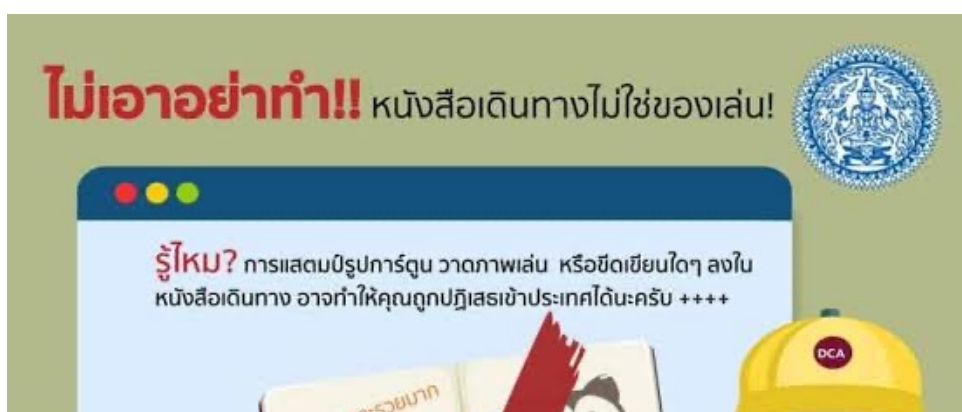 ไม่เอาอย่าทำ!! หนังสือเดินทางไม่ใช่ของเล่น!
รู้ไหม? การแสตมป์รูปการ์ตูน วาดภาพเล่น หรือขีดเขียนใดๆ ลงใน
หนังสือเดินทาง อาจทำให้คุณถูกปฏิเสธเข้าประเทศได้นะครับ ++++
DCA